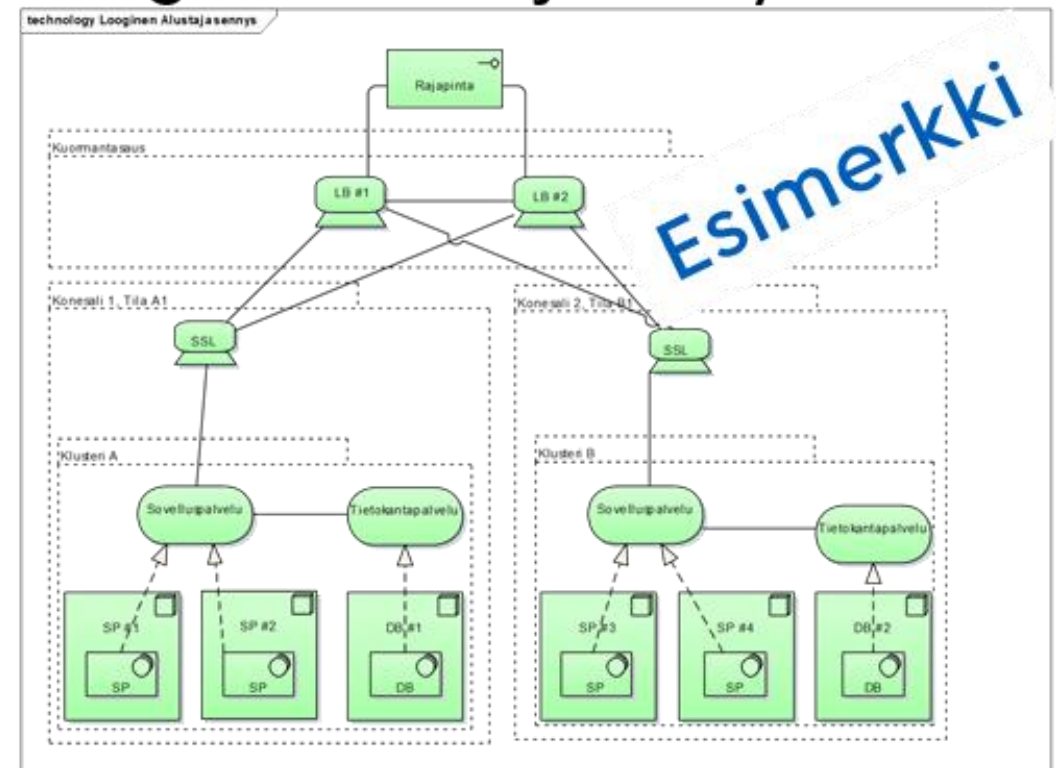 technology Looginen Alustajasennys
Rajapinta
Esimerkki
Kuormantasaus
LB #1
LB #2
Konesali 1, Tila A1
Konesali 2, Tila B1
SSL
SSL
Klusteri A
Klusteri B
Sovelluspalvelu
Tietokantapalvelu
Sovelluspalvelu
Tietokantapalvelu
SP #1
SP #2
DB #1
SP #3
SP #4
DB #2
SP
SP
DB
SP
SP
DB